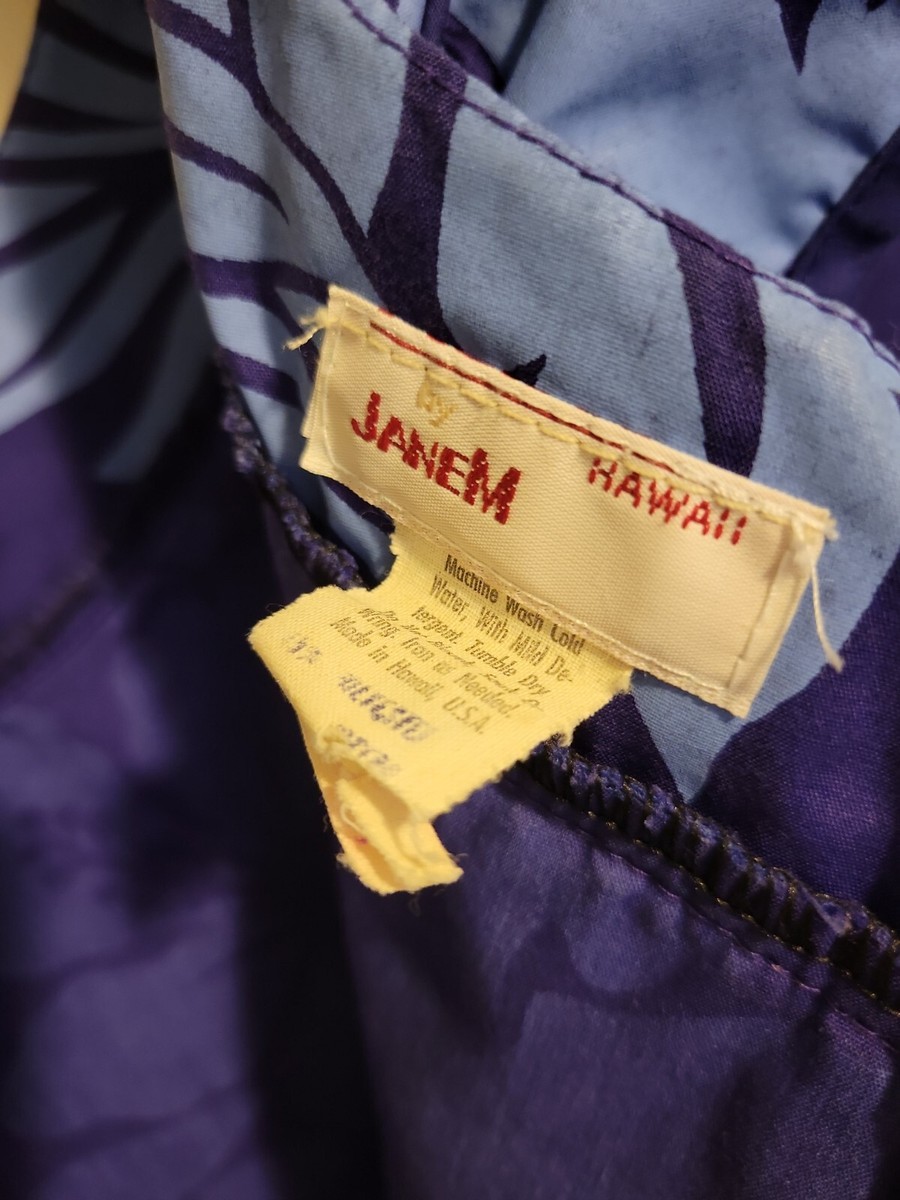 by
JANEM
HAWAII
Machine Wash Cold
Water, With Mild De-
tergent. Tumble Dry
Wring, Iron as Needed.
Made in Hawaii, U.S.A.